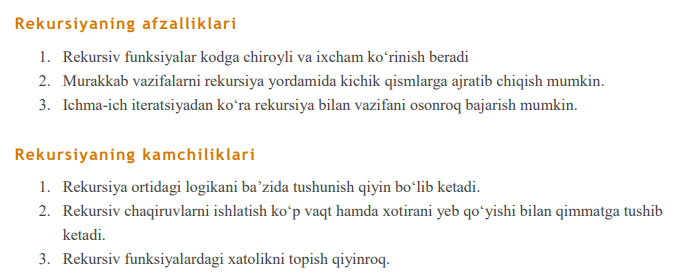 Rekursiyaning afzalliklari
1. Rekursiv funksiyalar kodga chiroyli va ixcham ko‘rinish beradi
2. Murakkab vazifalarni rekursiya yordamida kichik qismlarga ajratib chiqish mumkin.
3. Ichma-ich iteratsiyadan ko‘ra rekursiya bilan vazifani osonroq bajarish mumkin.
Rekursiyaning kamchiliklari
1. Rekursiya ortidagi logikani ba’zida tushunish qiyin bo‘lib ketadi.
2. Rekursiv chaqiruvlarni ishlatish ko‘p vaqt hamda xotirani yeb qo‘yishi bilan qimmatga tushib
ketadi.
3. Rekursiv funksiyalardagi xatolikni topish qiyinroq.